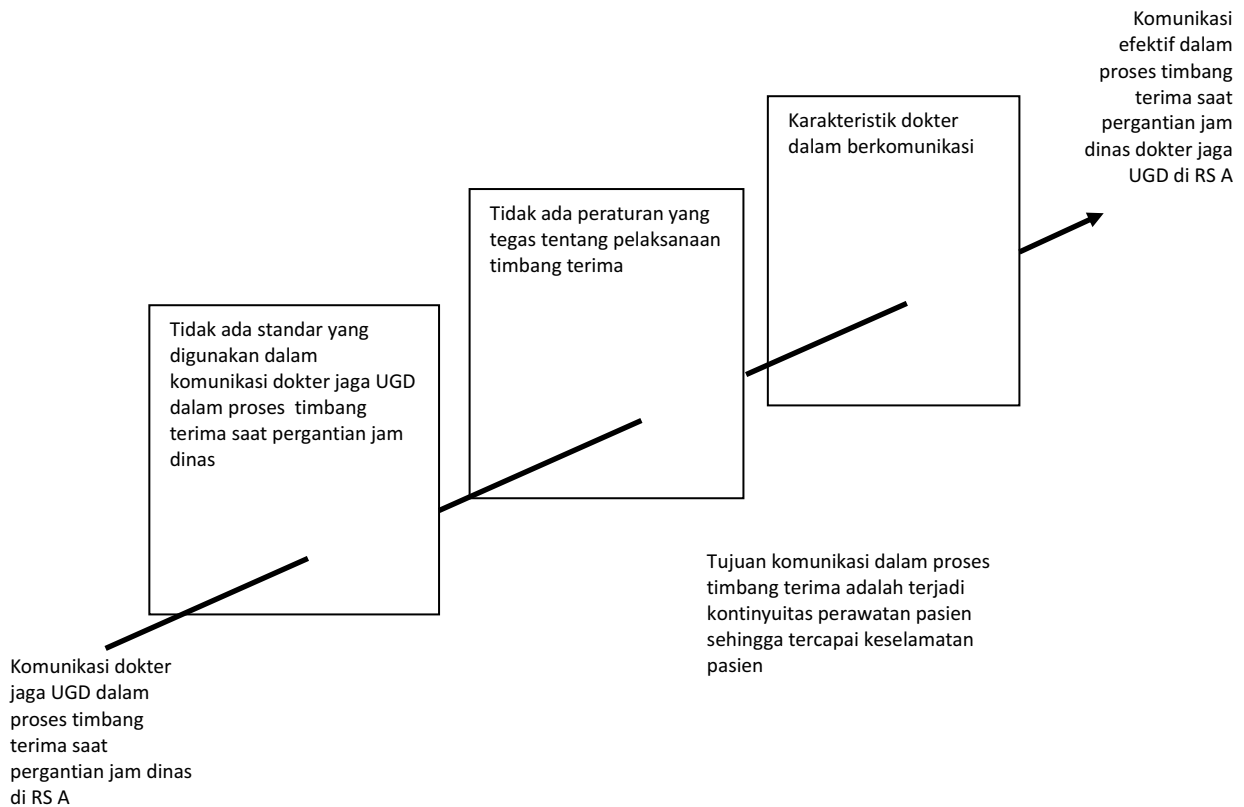 Komunikasi
efektif dalam
proses timbang
terima saat
pergantian jam
dinas dokter jaga
UGD di RS A
Karakteristik dokter
dalam berkomunikasi
Tidak ada peraturan yang
tegas tentang pelaksanaan
timbang terima
Tidak ada standar yang
digunakan dalam
komunikasi dokter jaga UGD
dalam proses  timbang
terima saat pergantian jam
dinas
Tujuan komunikasi dalam proses
timbang terima adalah terjadi
kontinyuitas perawatan pasien
sehingga tercapai keselamatan
pasien
Komunikasi dokter
jaga UGD dalam
proses timbang
terima saat
pergantian jam dinas
di RS A